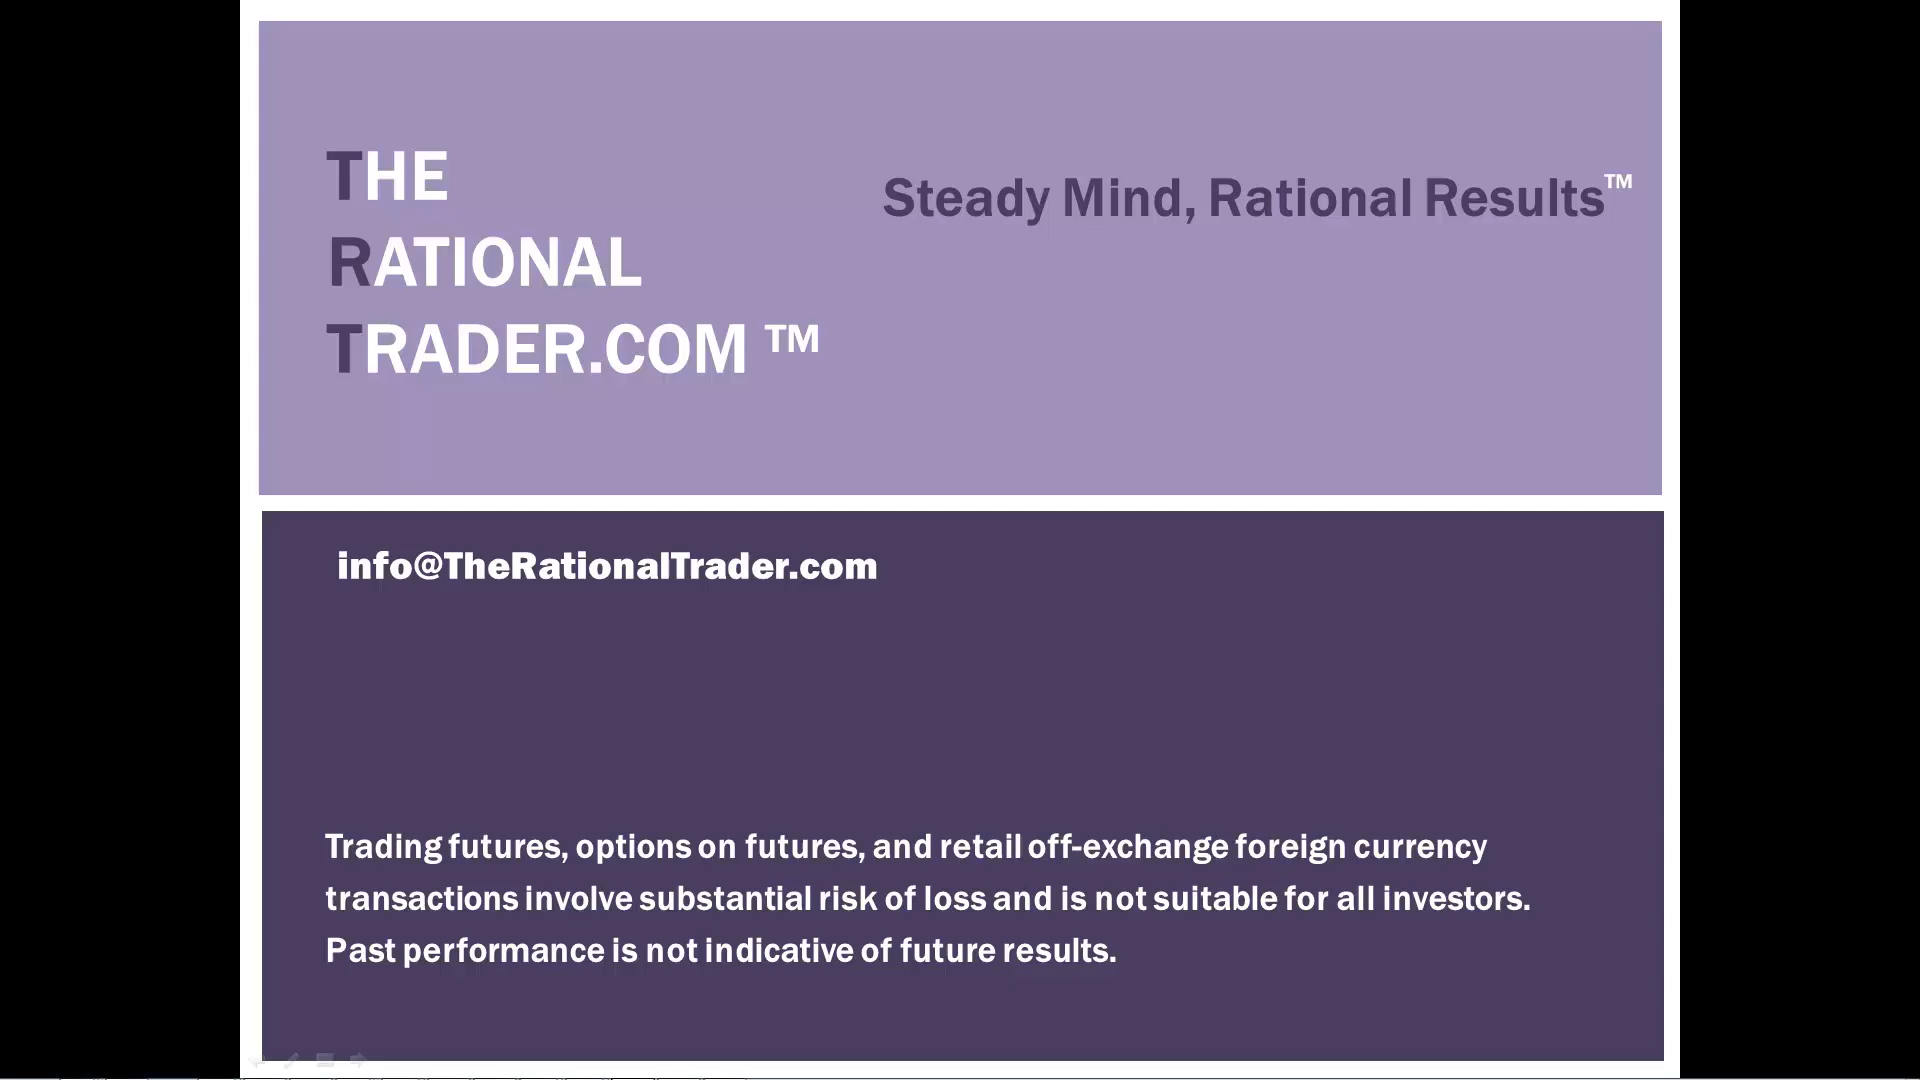 THE
RATIONAL
TRADER.COM ™
Steady Mind, Rational Results™
info@TheRationalTrader.com
Trading futures, options on futures, and retail off-exchange foreign currency
transactions involve substantial risk of loss and is not suitable for all investors.
Past performance is not indicative of future results.